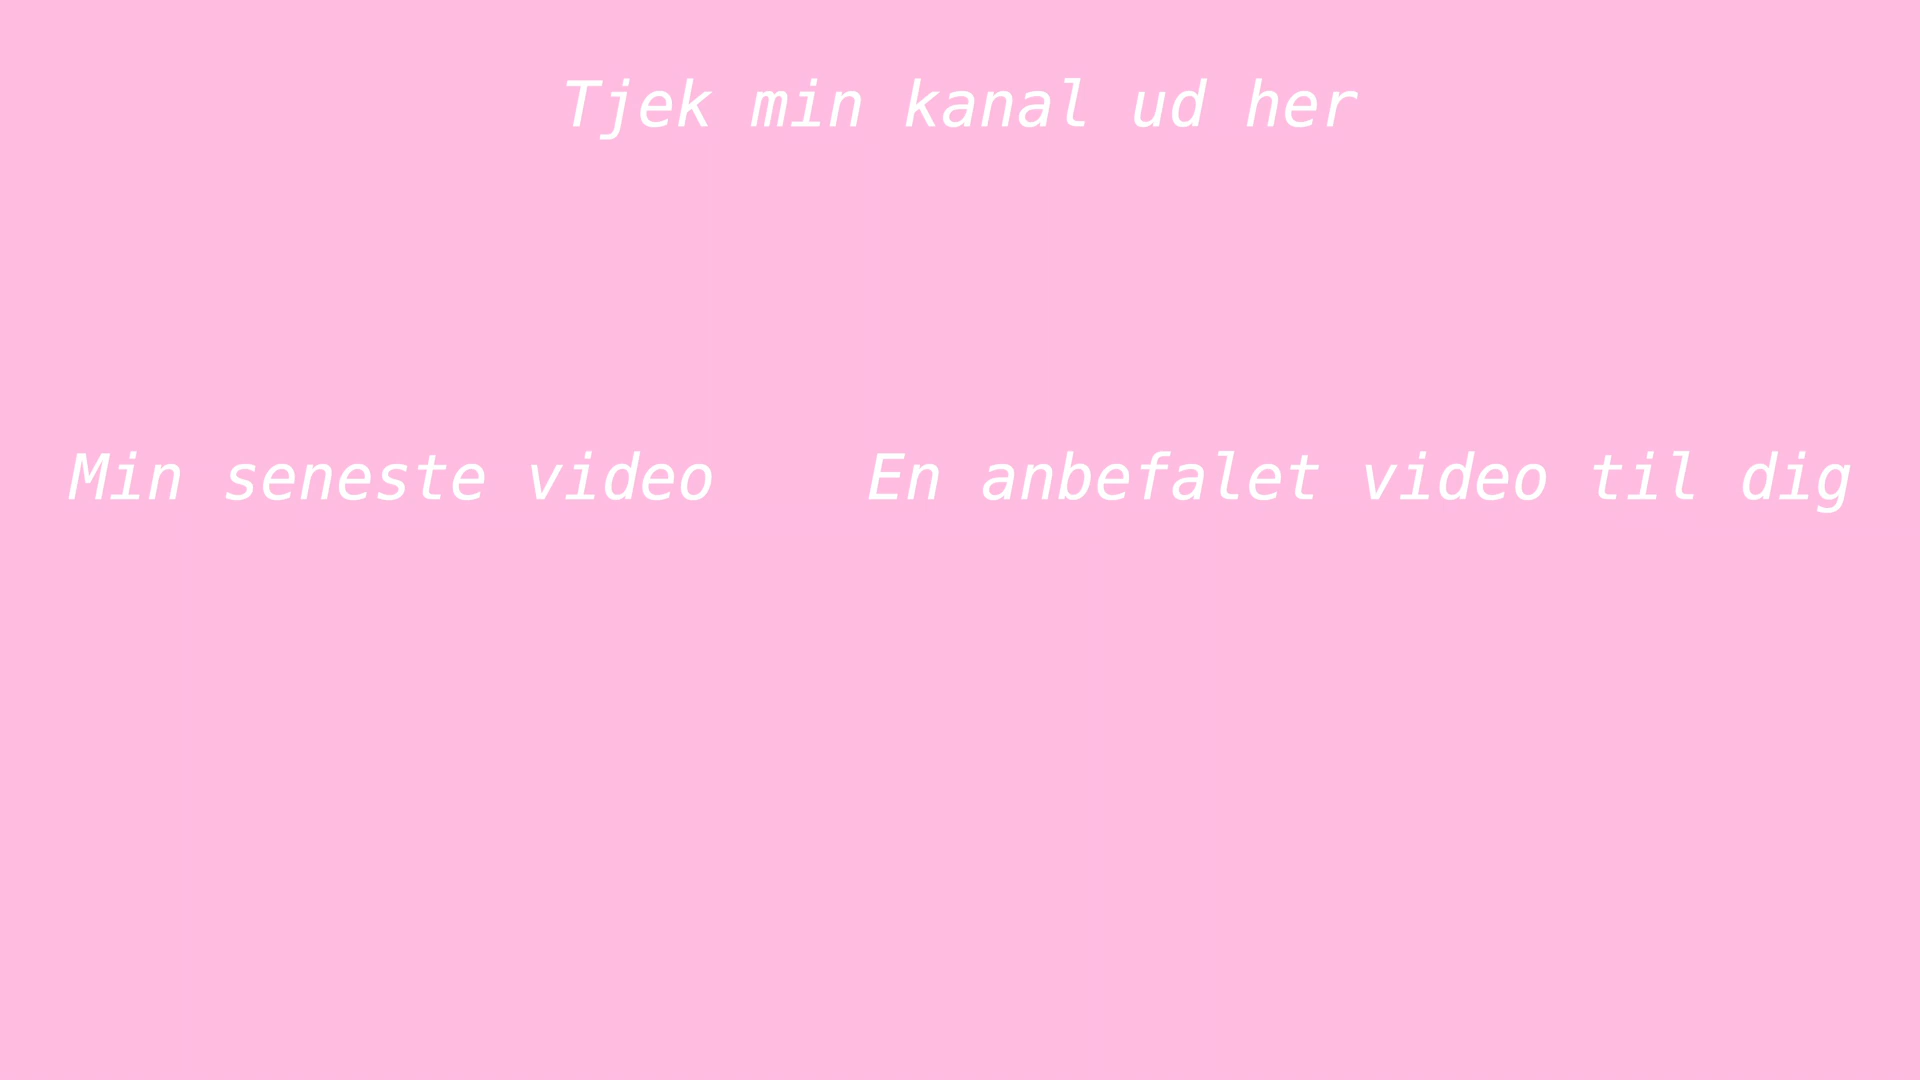 Tjek min kanal ud her
Min seneste video
En anbefalet video til dig